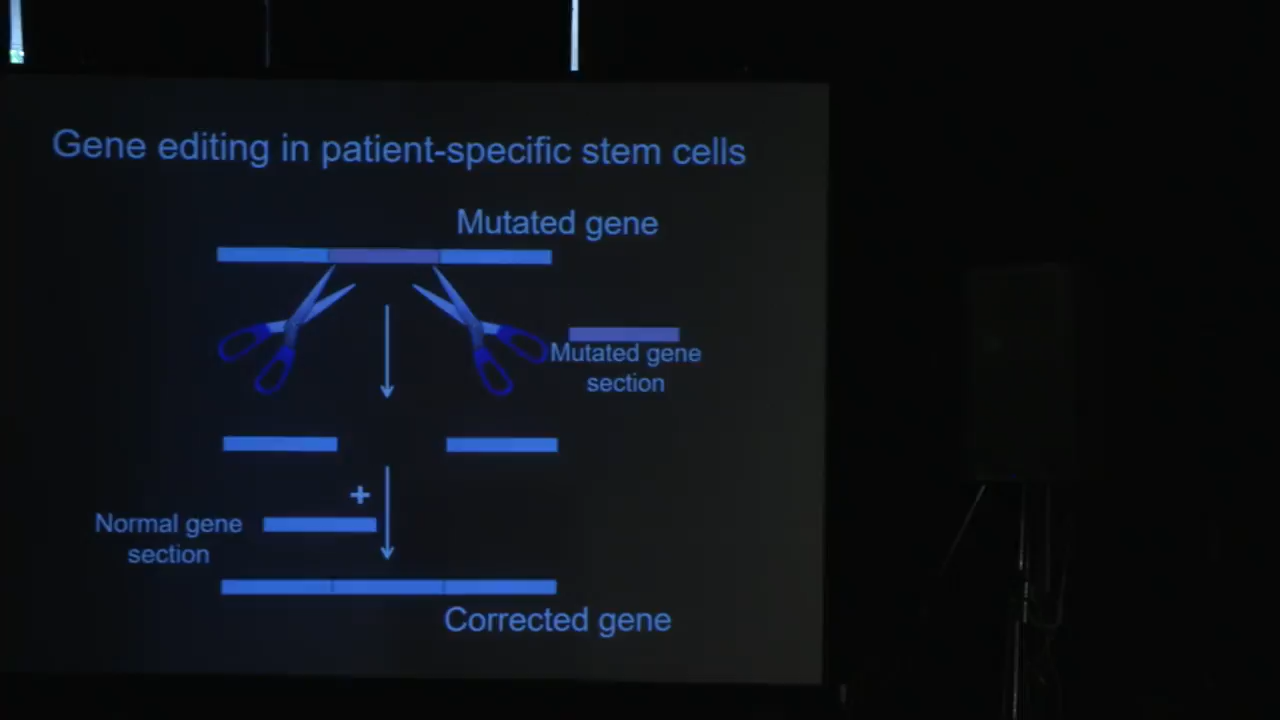 Gene editing in patient-specific stem cells
Mutated gene
Mutated gene
section
+
Normal gene
section
Corrected gene